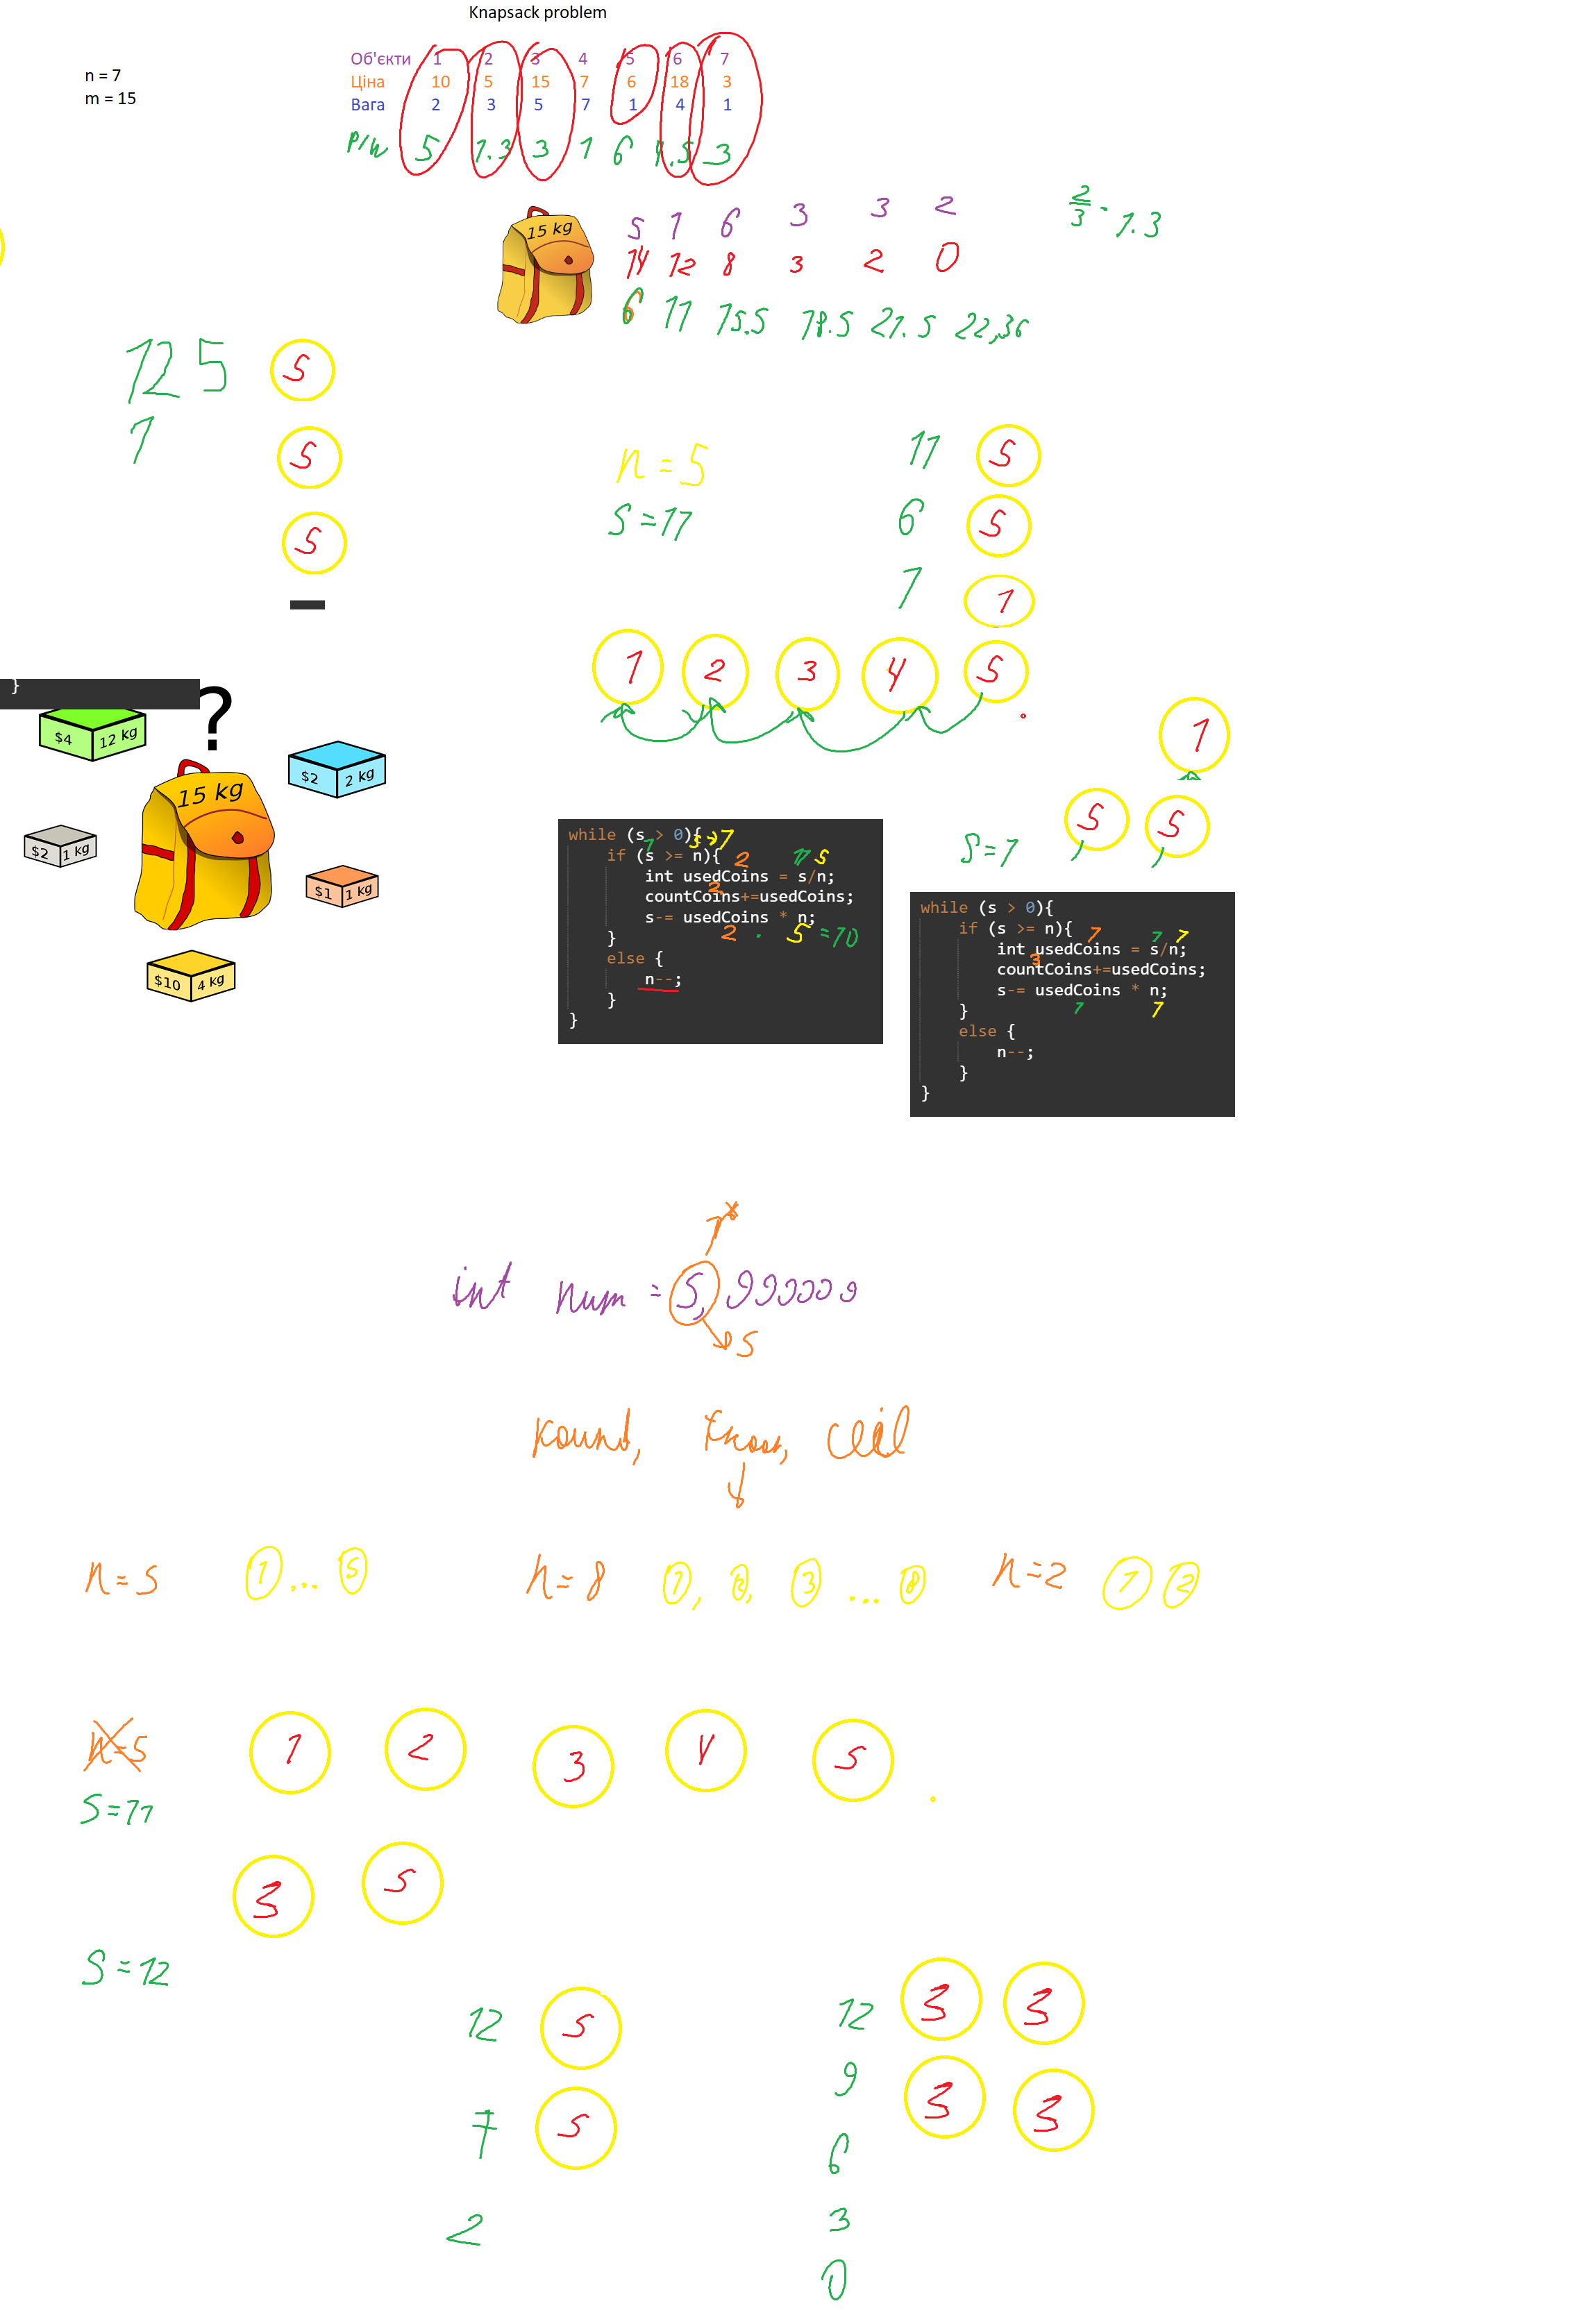 Knapsack problem
n = 7
m = 15
Об'єкти 1 2 3 4 5 6 7
Ціна 10 5 15 7 6 18 3
Вага 2 3 5 7 1 4 1
P/W 5 1.3 3 1 6 4.5 3
15 kg
5 1 6 3 3 2
14 12 8 3 2 0
6 11 15.5 18.5 21.5 22,36
2/3 · 1.3
125 5
1 5
5
n = 5
S = 11
11 5
6 5
1 1
1 2 3 4 5
}
?
$4 12 kg
$2 2 kg
15 kg
$2 1 kg
$1 1 kg
$10 4 kg
1
5 5
S = 1
while (s > 0){
if (s >= n){
int usedCoins = s/n;
countCoins+=usedCoins;
s-= usedCoins * n;
2 · 5 = 10
}
else {
n--;
}
}
while (s > 0){
if (s >= n){
int usedCoins = s/n;
countCoins+=usedCoins;
s-= usedCoins * n;
}
else {
n--;
}
}
int num = 5,
5
round, ceil
n = 5 1 ... 5
n = 8 1, 2, 3 ... 8
n = 2 1 2
n = 5 1 2 3 4 5
S = 11
3 5
S = 12
12 5
7 5
2
12 3 3
9 3 3
6
3
0